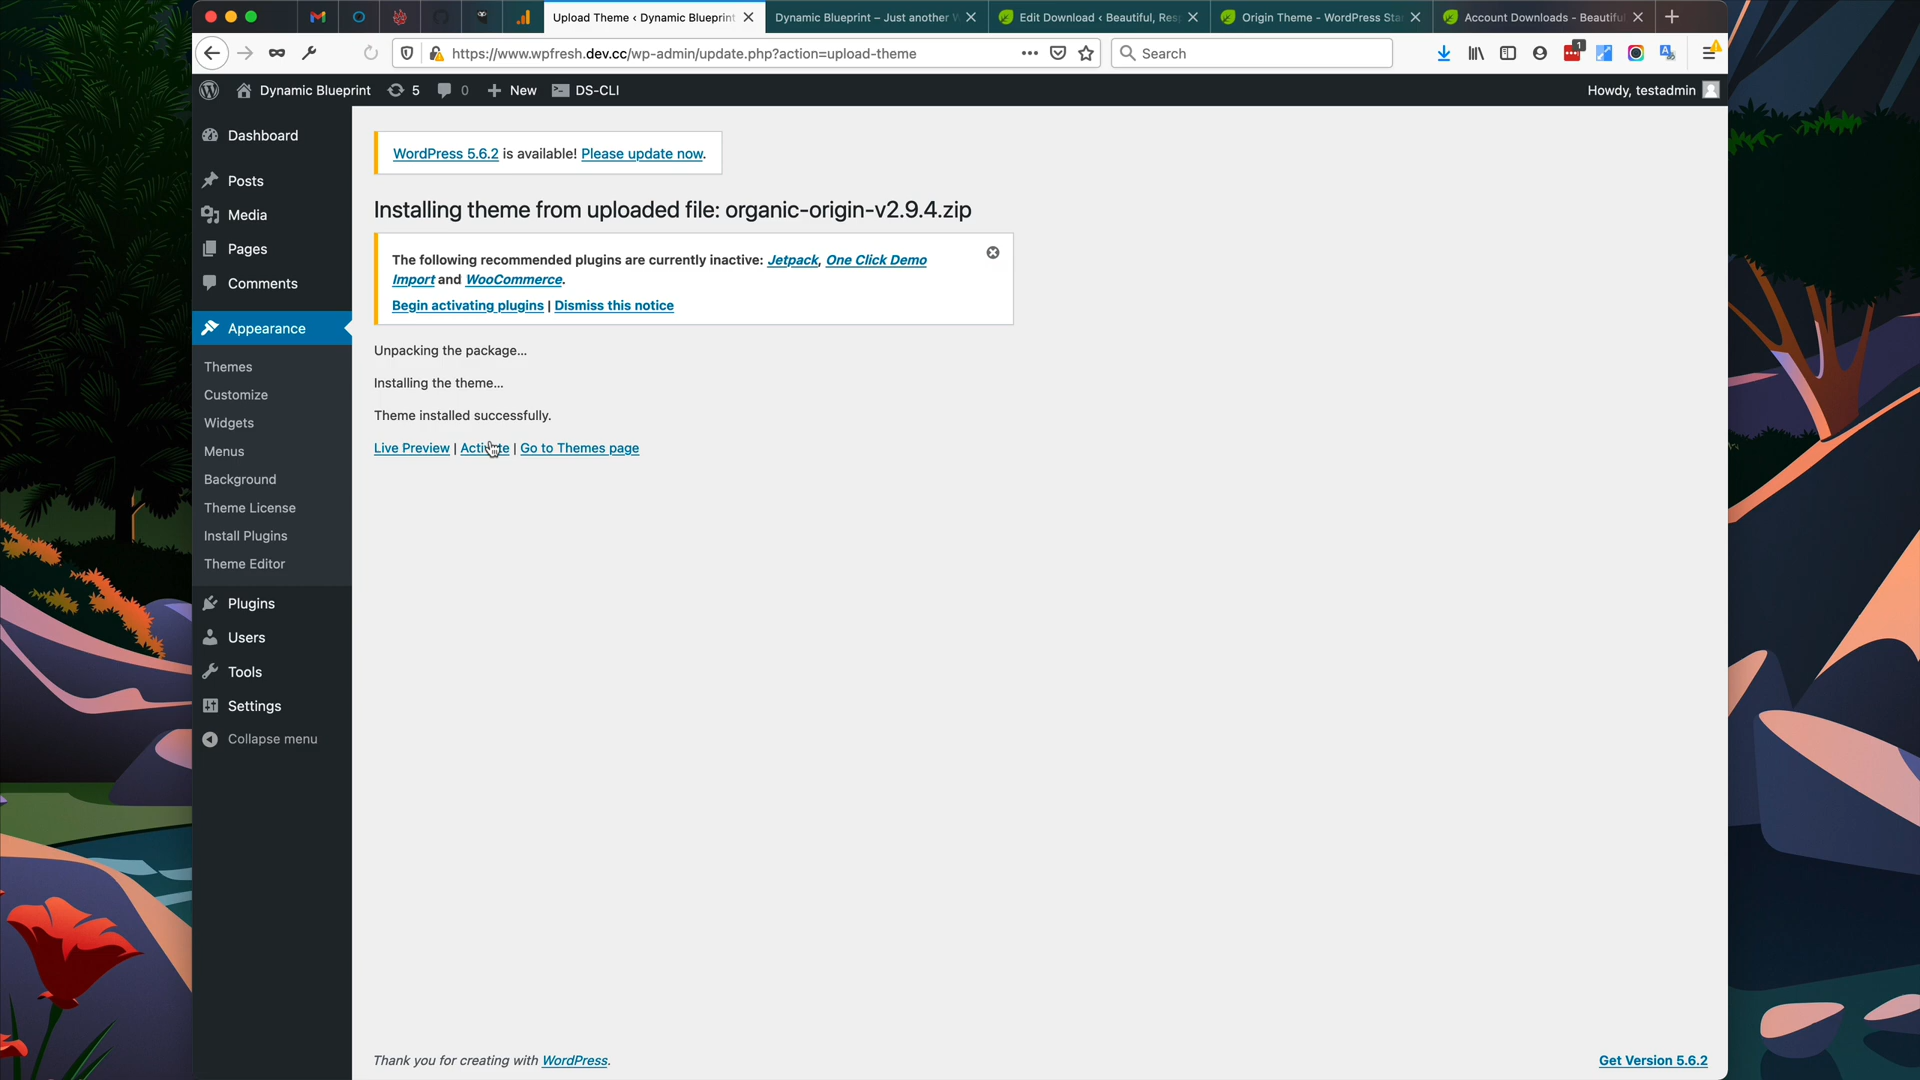 Upload Theme ‹ Dynamic Blueprint
Dynamic Blueprint – Just another W
Edit Download ‹ Beautiful, Res
Origin Theme - WordPress Sta
Account Downloads - Beautiful
https://www.wpfresh.dev.cc/wp-admin/update.php?action=upload-theme
Search
1
Dynamic Blueprint
5
0
New
DS-CLI
Howdy, testadmin
Dashboard
Posts
Media
Pages
Comments
Appearance
Themes
Customize
Widgets
Menus
Background
Theme License
Install Plugins
Theme Editor
Plugins
Users
Tools
Settings
Collapse menu
WordPress 5.6.2 is available! Please update now.
Installing theme from uploaded file: organic-origin-v2.9.4.zip
The following recommended plugins are currently inactive: Jetpack, One Click Demo
Import and WooCommerce.
Begin activating plugins | Dismiss this notice
Unpacking the package…
Installing the theme…
Theme installed successfully.
Live Preview | Activate | Go to Themes page
Thank you for creating with WordPress.
Get Version 5.6.2